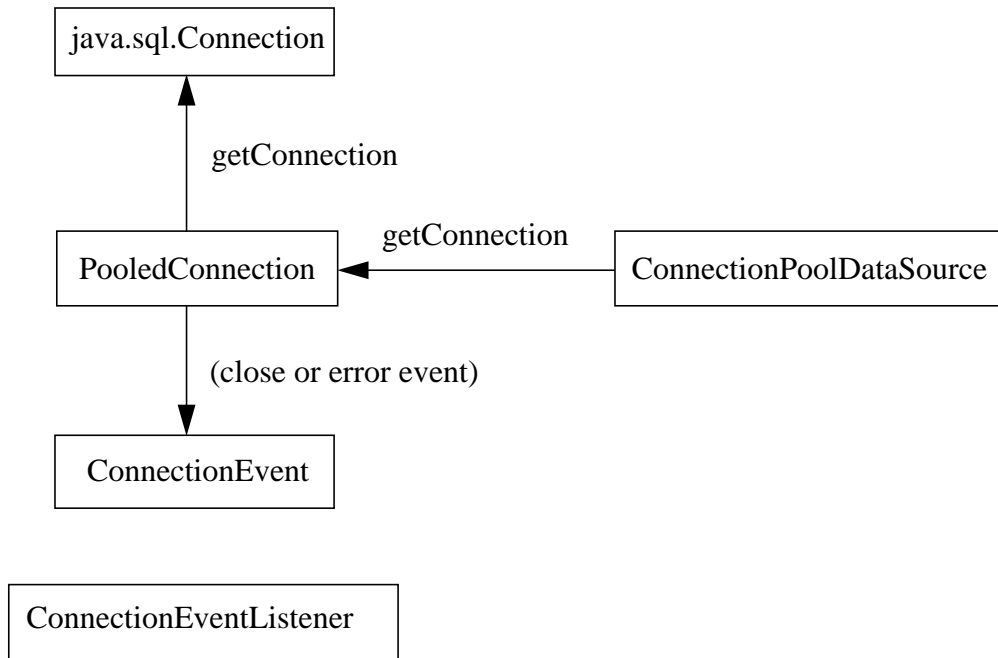 java.sql.Connection
getConnection
getConnection
PooledConnection
ConnectionPoolDataSource
(close or error event)
ConnectionEvent
ConnectionEventListener